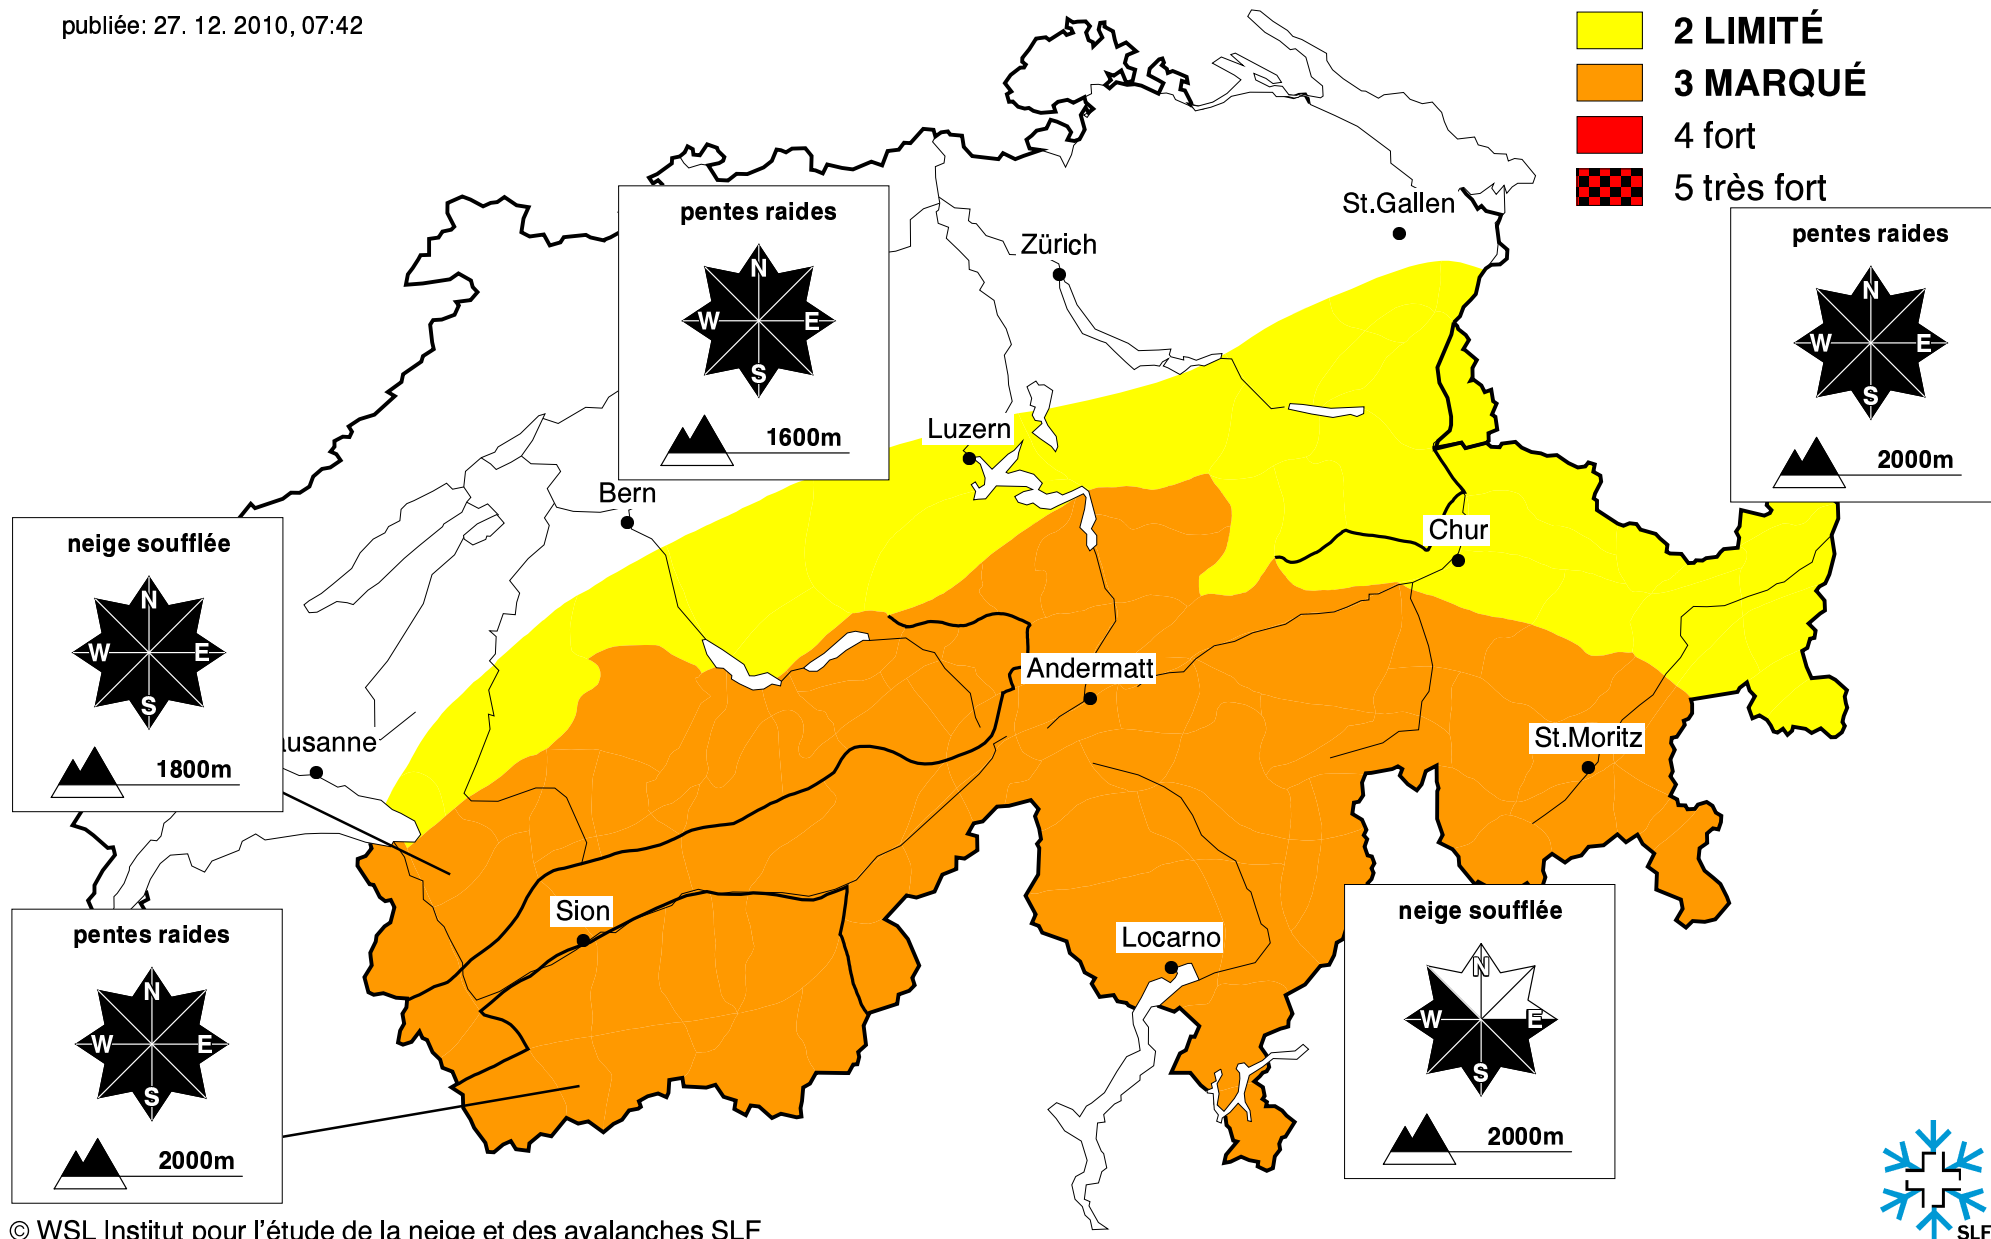 publiée: 27. 12. 2010, 07:42
2 LIMITÉ
3 MARQUÉ
4 fort
5 très fort
St.Gallen
pentes raides
N
W E
S
1600m
Zürich
pentes raides
N
W E
S
2000m
Luzern
Bern
Chur
neige soufflée
N
W E
S
1800m
Andermatt
St.Moritz
ausanne
Sion
Locarno
pentes raides
N
W E
S
2000m
neige soufflée
N
W E
S
2000m
© WSL Institut pour l'étude de la neige et des avalanches SLF
SLF